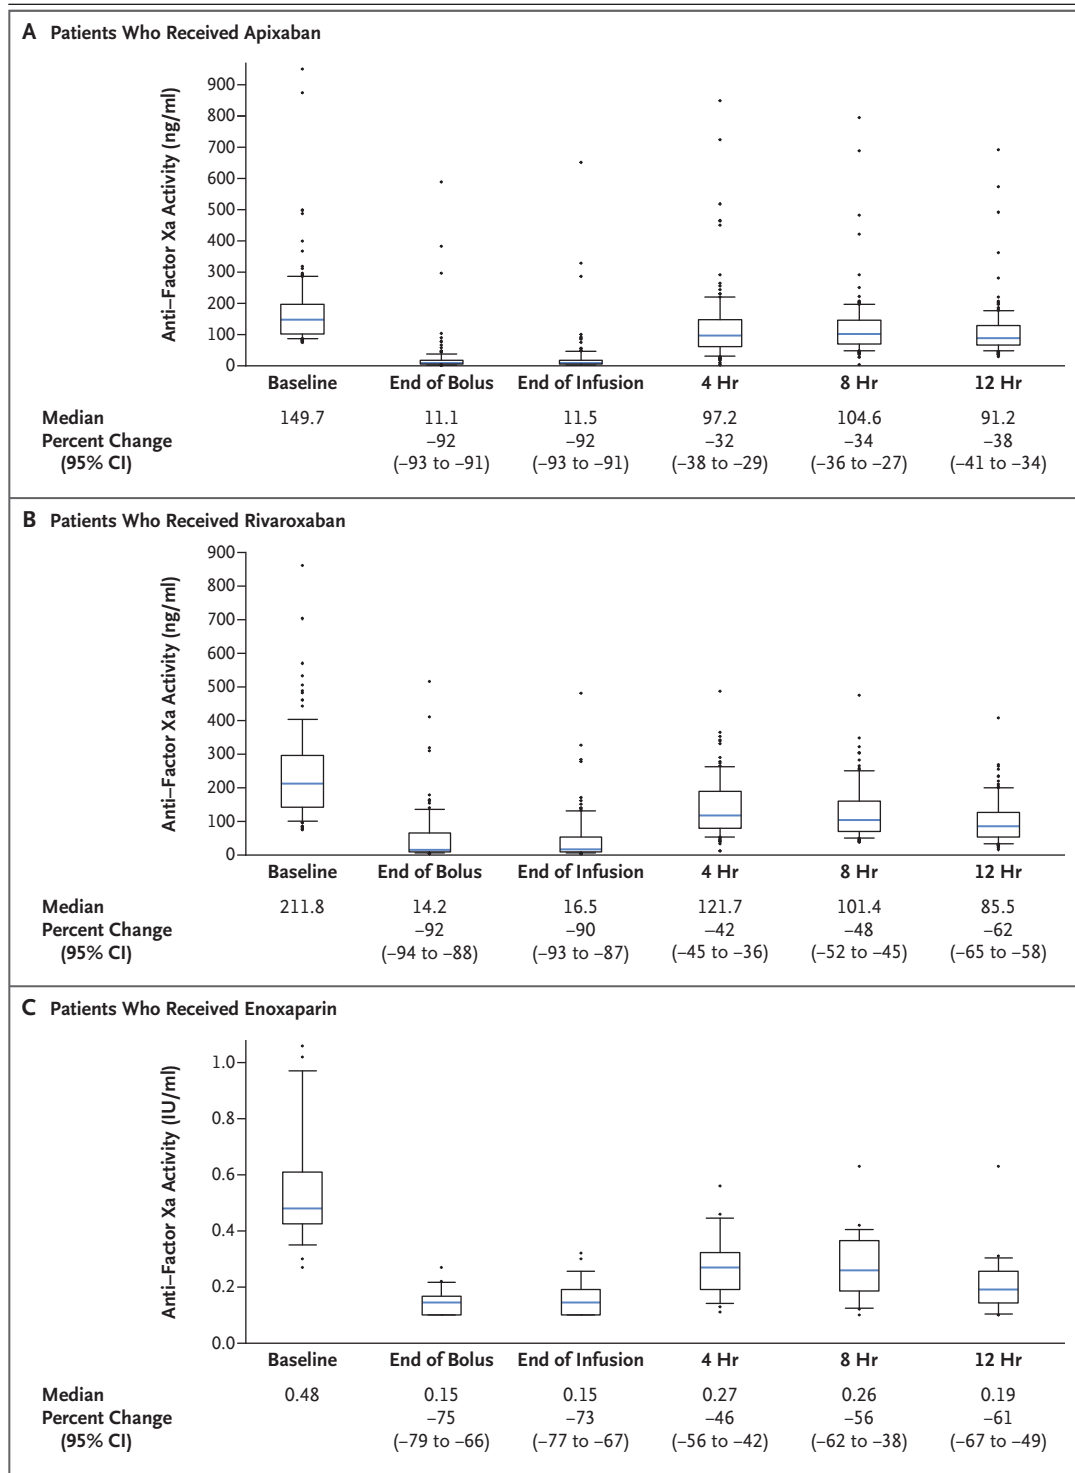 A Patients Who Received Apixaban
Anti–Factor Xa Activity (ng/ml)
900
800
700
600
500
400
300
200
100
0
Baseline End of Bolus End of Infusion 4 Hr 8 Hr 12 Hr
Median 149.7 11.1 11.5 97.2 104.6 91.2
Percent Change –92 –92 –32 –34 –38
(95% CI) (–93 to –91) (–93 to –91) (–38 to –29) (–36 to –27) (–41 to –34)
B Patients Who Received Rivaroxaban
Anti–Factor Xa Activity (ng/ml)
900
800
700
600
500
400
300
200
100
0
Baseline End of Bolus End of Infusion 4 Hr 8 Hr 12 Hr
Median 211.8 14.2 16.5 121.7 101.4 85.5
Percent Change –92 –90 –42 –48 –62
(95% CI) (–94 to –88) (–93 to –87) (–45 to –36) (–52 to –45) (–65 to –58)
C Patients Who Received Enoxaparin
Anti–Factor Xa Activity (IU/ml)
1.0
0.8
0.6
0.4
0.2
0.0
Baseline End of Bolus End of Infusion 4 Hr 8 Hr 12 Hr
Median 0.48 0.15 0.15 0.27 0.26 0.19
Percent Change –75 –73 –46 –56 –61
(95% CI) (–79 to –66) (–77 to –67) (–56 to –42) (–62 to –38) (–67 to –49)